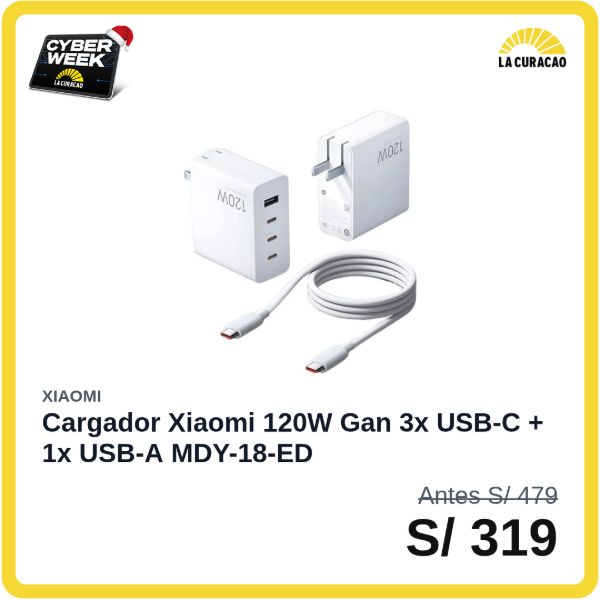 CYBER
WEEK
LA CURACAO
LA CURACAO
120W
120W
XIAOMI
Cargador Xiaomi 120W Gan 3x USB-C +
1x USB-A MDY-18-ED
Antes S/ 479
S/ 319